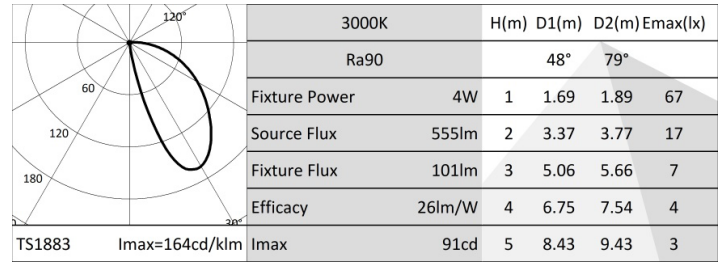 120°
60
120
180
30°
TS1883 Imax=164cd/klm
3000K H(m) D1(m) D2(m) Emax(lx)
Ra90 48° 79°
Fixture Power 4W 1 1.69 1.89 67
Source Flux 555lm 2 3.37 3.77 17
Fixture Flux 101lm 3 5.06 5.66 7
Efficacy 26lm/W 4 6.75 7.54 4
Imax 91cd 5 8.43 9.43 3